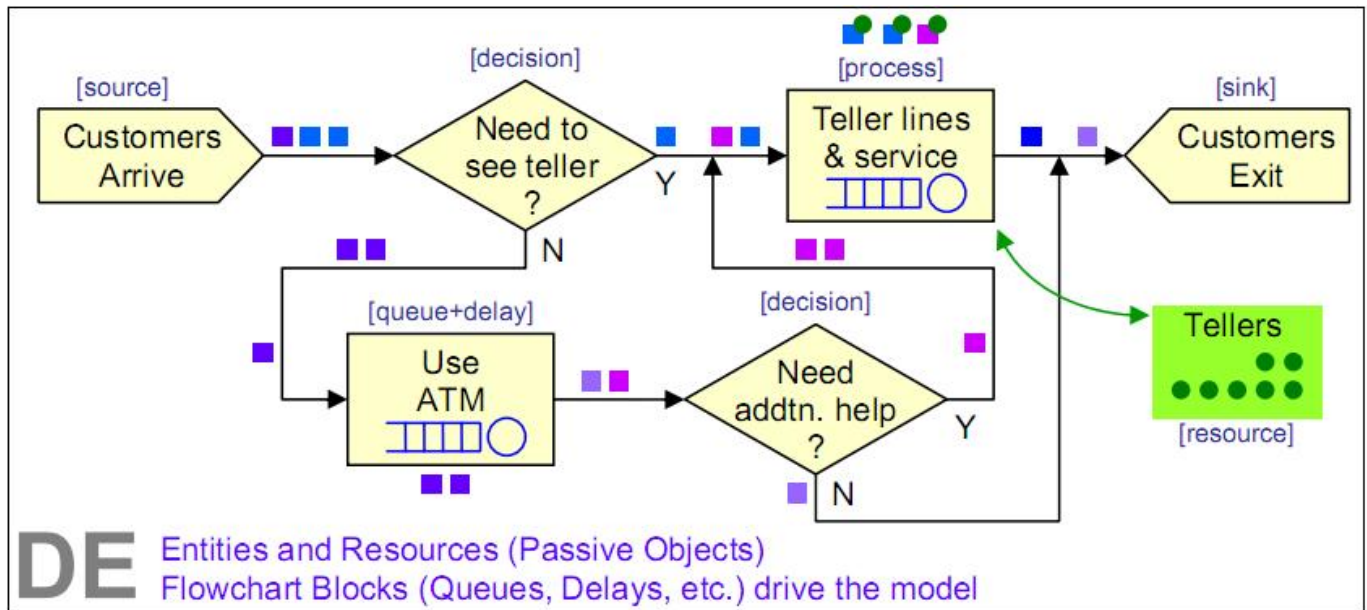 [source]
Customers
Arrive
[decision]
Need to
see teller
?
Y
N
[process]
Teller lines
& service
[sink]
Customers
Exit
[queue+delay]
Use
ATM
[decision]
Need
addtn. help
?
Y
N
Tellers
[resource]
DE
Entities and Resources (Passive Objects)
Flowchart Blocks (Queues, Delays, etc.) drive the model